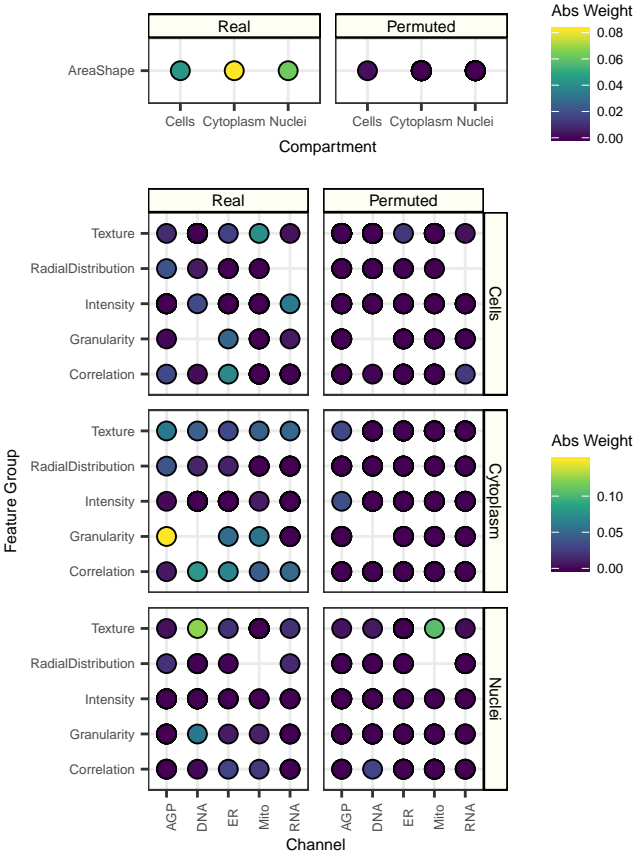 Abs Weight
Real Permuted
0.08
0.06
0.04
0.02
0.00
AreaShape
Cells Cytoplasm Nuclei Cells Cytoplasm Nuclei
Compartment
Real Permuted
Texture
RadialDistribution
Intensity
Granularity
Correlation
Cells
Texture
RadialDistribution
Intensity
Granularity
Correlation
Cytoplasm
Texture
RadialDistribution
Intensity
Granularity
Correlation
Nuclei
Feature Group
Abs Weight
0.10
0.05
0.00
AGP DNA ER Mito RNA AGP DNA ER Mito RNA
Channel